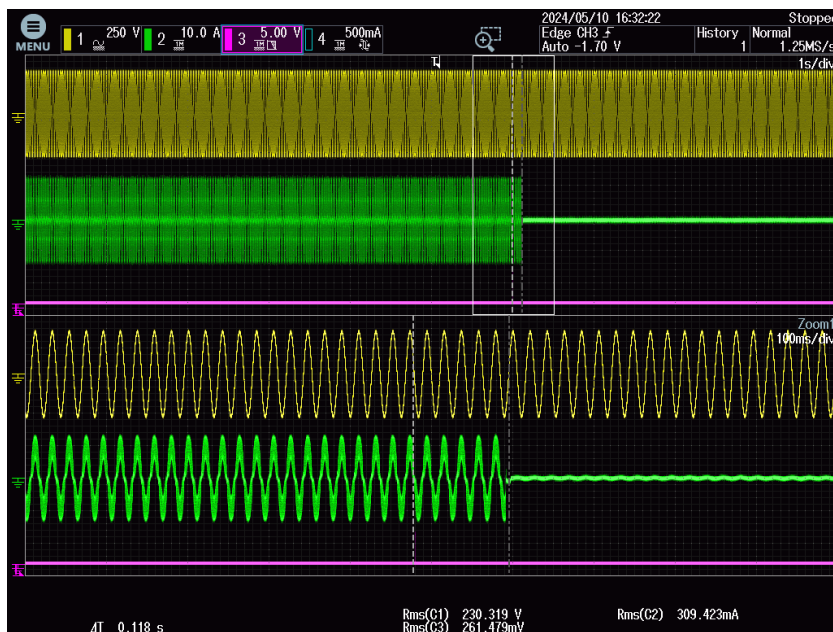 2024/05/10 16:32:22 Stopped
MENU
1 250 V
2 10.0 A
3 5.00 V
4 500mA
Edge CH3
Auto -1.70 V
History
1
Normal
1.25MS/s
1s/div
T
Zoom1
100ms/div
Rms(C1) 230.319 V
Rms(C2) 309.423mA
ΔT 0.118 s
Rms(C3) 261.479mV